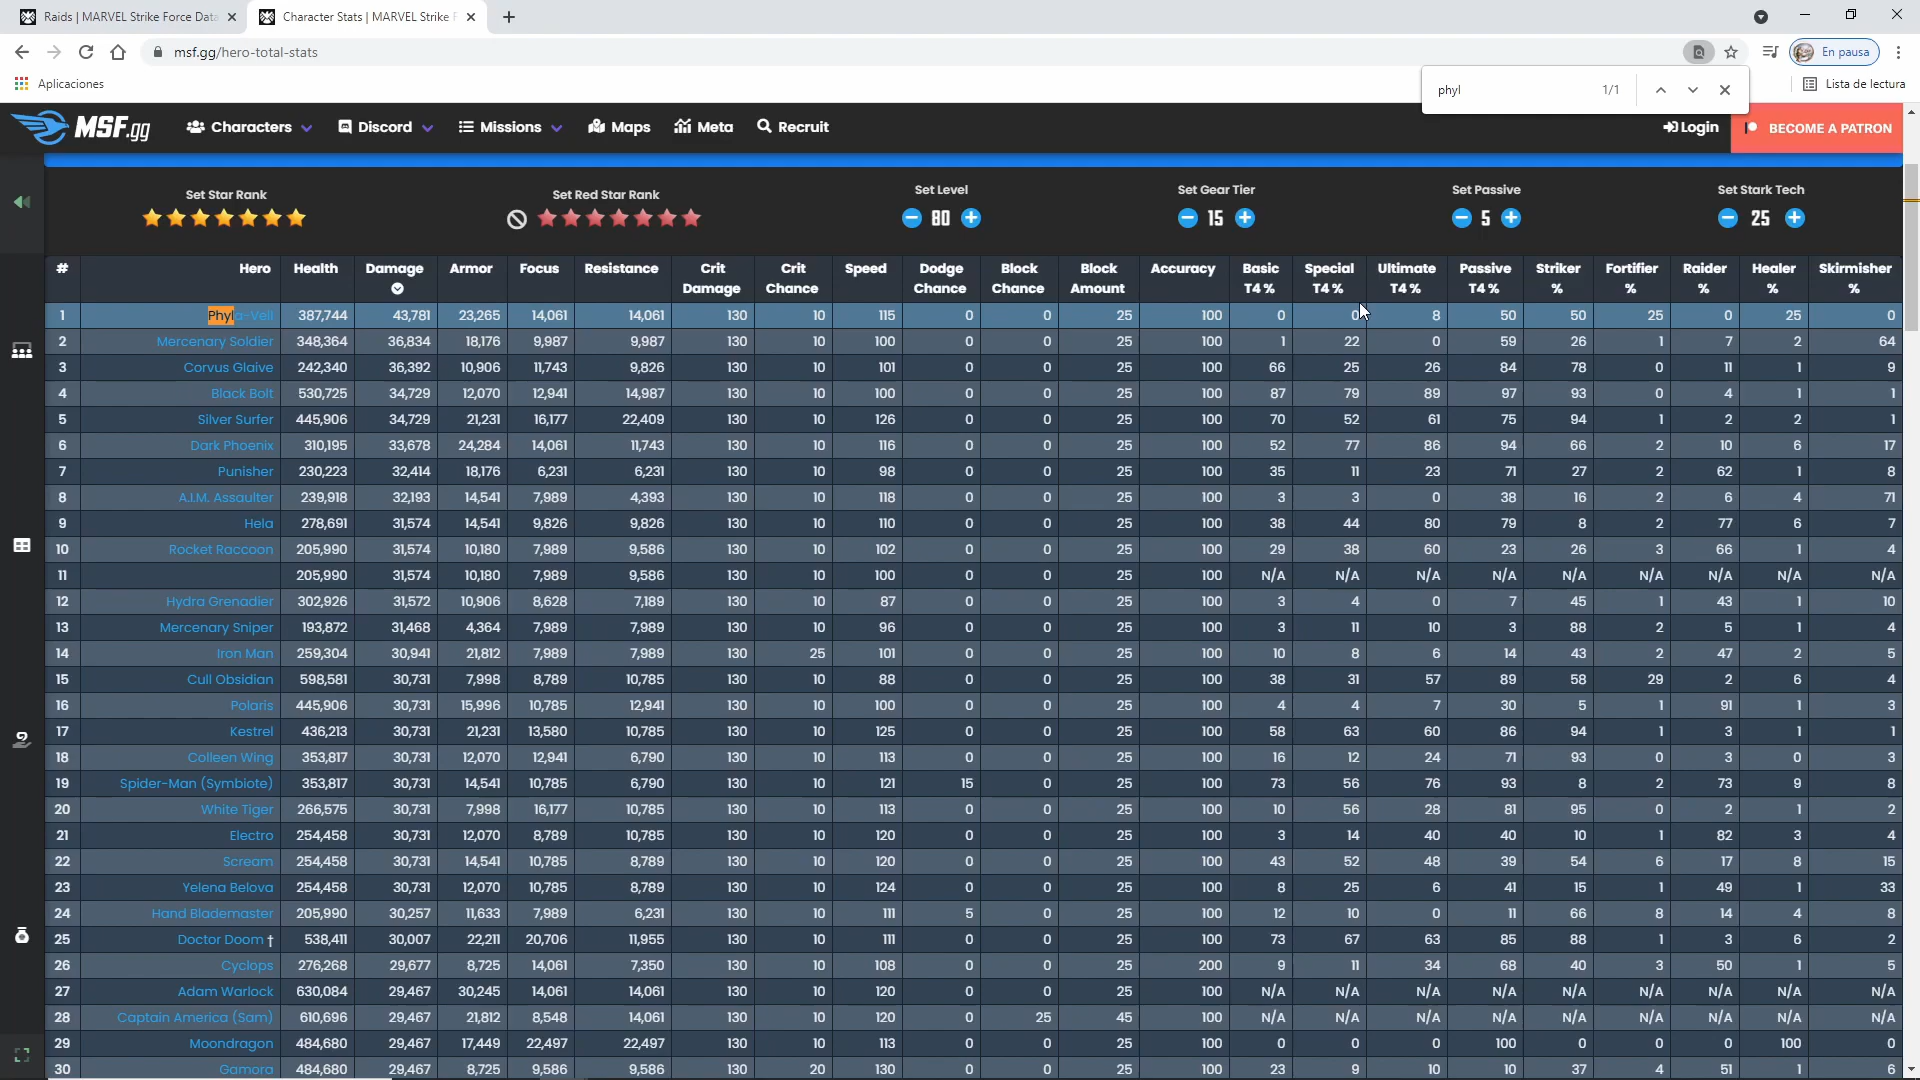 Raids | MARVEL Strike Force Data
Character Stats | MARVEL Strike F
msf.gg/hero-total-stats
En pausa
Aplicaciones
Lista de lectura
phyl 1/1
MSF.gg Characters Discord Missions Maps Meta Recruit Login BECOME A PATRON
Set Star Rank Set Red Star Rank Set Level Set Gear Tier Set Passive Set Stark Tech
80 15 5 25
# Hero Health Damage Armor Focus Resistance Crit Damage Crit Chance Speed Dodge Chance Block Chance Block Amount Accuracy Basic T4 % Special T4 % Ultimate T4 % Passive T4 % Striker % Fortifier % Raider % Healer % Skirmisher %
1 Phyla-Vell 387,744 43,781 23,265 14,061 14,061 130 10 115 0 0 25 100 0 0 8 50 50 25 0 25 0
2 Mercenary Soldier 348,364 36,834 18,176 9,987 9,987 130 10 100 0 0 25 100 1 22 0 59 26 1 7 2 64
3 Corvus Glaive 242,340 36,392 10,906 11,743 9,826 130 10 101 0 0 25 100 66 25 26 84 78 0 11 1 9
4 Black Bolt 530,725 34,729 12,070 12,941 14,987 130 10 100 0 0 25 100 87 79 89 97 93 0 4 1 1
5 Silver Surfer 445,906 34,729 21,231 16,177 22,409 130 10 126 0 0 25 100 70 52 61 75 94 1 2 2 1
6 Dark Phoenix 310,195 33,678 24,284 14,061 11,743 130 10 116 0 0 25 100 52 77 86 94 66 2 10 6 17
7 Punisher 230,223 32,414 18,176 6,231 6,231 130 10 98 0 0 25 100 35 11 23 71 27 2 62 1 8
8 A.I.M. Assaulter 239,918 32,193 14,541 7,989 4,393 130 10 118 0 0 25 100 3 3 0 38 16 2 6 4 71
9 Hela 278,691 31,574 14,541 9,826 9,826 130 10 110 0 0 25 100 38 44 80 79 8 2 77 6 7
10 Rocket Raccoon 205,990 31,574 10,180 7,989 9,586 130 10 102 0 0 25 100 29 38 60 23 26 3 66 1 4
11 205,990 31,574 10,180 7,989 9,586 130 10 100 0 0 25 100 N/A N/A N/A N/A N/A N/A N/A N/A N/A
12 Hydra Grenadier 302,926 31,572 10,906 8,628 7,189 130 10 87 0 0 25 100 3 4 0 7 45 1 43 1 10
13 Mercenary Sniper 193,872 31,468 4,364 7,989 7,989 130 10 96 0 0 25 100 3 11 10 3 88 2 5 1 4
14 Iron Man 259,304 30,941 21,812 7,989 7,989 130 25 101 0 0 25 100 10 8 6 14 43 2 47 2 5
15 Cull Obsidian 598,581 30,731 7,998 8,789 10,785 130 10 88 0 0 25 100 38 31 57 89 58 29 2 6 4
16 Polaris 445,906 30,731 15,996 10,785 12,941 130 10 100 0 0 25 100 4 4 7 30 5 1 91 1 3
17 Kestrel 436,213 30,731 21,231 13,580 10,785 130 10 125 0 0 25 100 58 63 60 86 94 1 3 1 1
18 Colleen Wing 353,817 30,731 12,070 12,941 6,790 130 10 113 0 0 25 100 16 12 24 71 93 0 3 0 3
19 Spider-Man (Symbiote) 353,817 30,731 14,541 10,785 6,790 130 10 121 15 0 25 100 73 56 76 93 8 2 73 9 8
20 White Tiger 266,575 30,731 7,998 16,177 10,785 130 10 113 0 0 25 100 10 56 28 81 95 0 2 1 2
21 Electro 254,458 30,731 12,070 8,789 10,785 130 10 120 0 0 25 100 3 14 40 40 10 1 82 3 4
22 Scream 254,458 30,731 14,541 10,785 8,789 130 10 120 0 0 25 100 43 52 48 39 54 6 17 8 15
23 Yelena Belova 254,458 30,731 12,070 10,785 8,789 130 10 124 0 0 25 100 8 25 6 41 15 1 49 1 33
24 Hand Blademaster 205,990 30,257 11,633 7,989 6,231 130 10 111 5 0 25 100 12 10 0 11 66 8 14 4 8
25 Doctor Doom † 538,411 30,007 22,211 20,706 11,955 130 10 111 0 0 25 100 73 67 63 85 88 1 3 6 2
26 Cyclops 276,268 29,677 8,725 14,061 7,350 130 10 108 0 0 25 200 9 11 34 68 40 3 50 1 5
27 Adam Warlock 630,084 29,467 30,245 14,061 14,061 130 10 120 0 0 25 100 N/A N/A N/A N/A N/A N/A N/A N/A N/A
28 Captain America (Sam) 610,696 29,467 21,812 8,548 14,061 130 10 120 0 25 45 100 N/A N/A N/A N/A N/A N/A N/A N/A N/A
29 Moondragon 484,680 29,467 17,449 22,497 22,497 130 10 113 0 0 25 100 0 0 0 100 0 0 0 100 0
30 Gamora 484,680 29,467 8,725 9,586 9,586 130 20 130 0 0 25 100 23 9 10 10 37 4 51 1 6